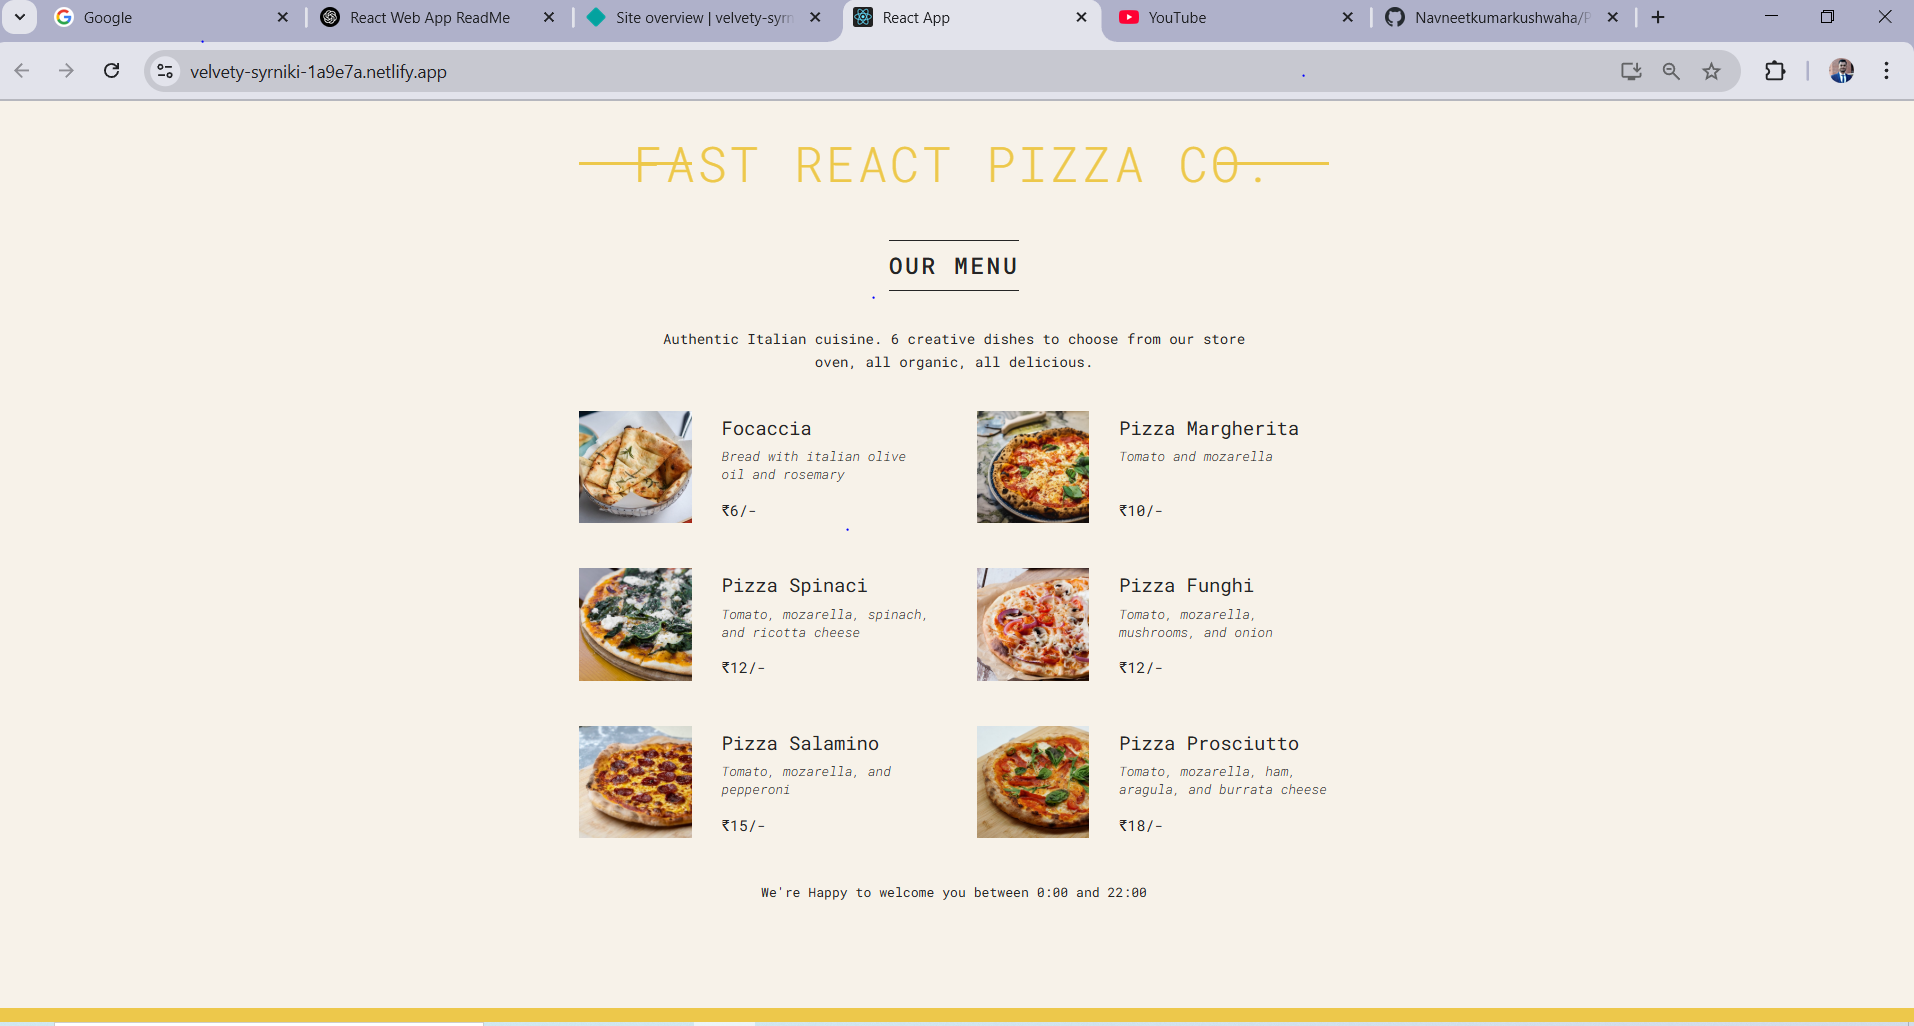 Google
React Web App ReadMe
Site overview | velvety-syrn
React App
YouTube
Navneetkumarkushwaha/P
velvety-syrniki-1a9e7a.netlify.app
FAST REACT PIZZA CO.
OUR MENU
Authentic Italian cuisine. 6 creative dishes to choose from our store
oven, all organic, all delicious.
Focaccia
Bread with italian olive
oil and rosemary
₹6/-
Pizza Margherita
Tomato and mozarella
₹10/-
Pizza Spinaci
Tomato, mozarella, spinach,
and ricotta cheese
₹12/-
Pizza Funghi
Tomato, mozarella,
mushrooms, and onion
₹12/-
Pizza Salamino
Tomato, mozarella, and
pepperoni
₹15/-
Pizza Prosciutto
Tomato, mozarella, ham,
aragula, and burrata cheese
₹18/-
We're Happy to welcome you between 0:00 and 22:00